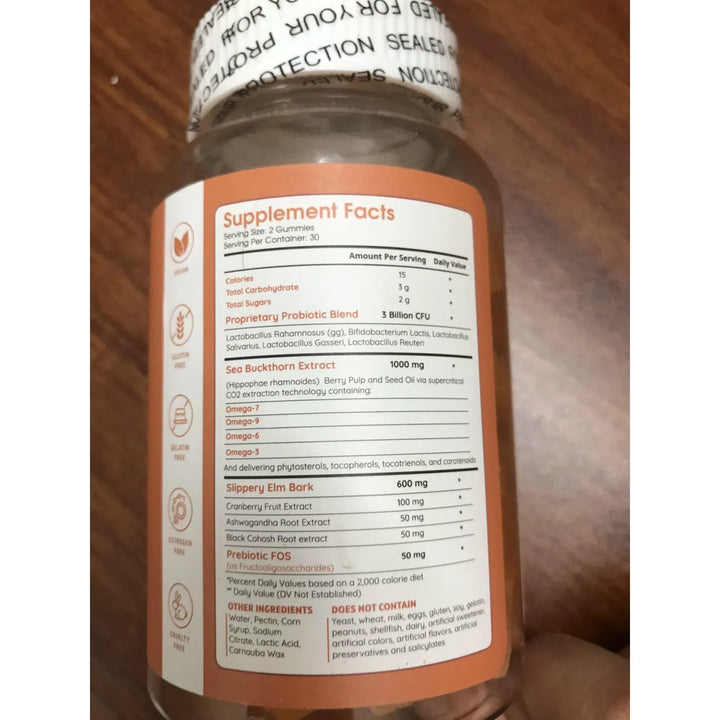 SEALED FOR YOUR PROTECTION SEALED
PROTECTION SEALED
VEGAN
GLUTEN
FREE
GELATIN
FREE
ESTROGEN
FREE
CRUELTY
FREE
Supplement Facts
Serving Size: 2 Gummies
Serving Per Container: 30
Amount Per Serving Daily Value
Calories 15 *
Total Carbohydrate 3 g *
Total Sugars 2 g *
Proprietary Probiotic Blend 3 Billion CFU *
Lactobacillus Rahamnosus (gg), Bifidobacterium Lactis, Lactobacillus
Salivarius, Lactobacillus Gasseri, Lactobacillus Reuteri
Sea Buckthorn Extract 1000 mg *
(Hippophae rhamnoides) Berry Pulp and Seed Oil via supercritical
CO2 extraction technology containing:
Omega-7
Omega-9
Omega-6
Omega-3
And delivering phytosterols, tocopherols, tocotrienols, and carotenoids
Slippery Elm Bark 600 mg *
Cranberry Fruit Extract 100 mg *
Ashwagandha Root Extract 50 mg *
Black Cohosh Root extract 50 mg *
Prebiotic FOS 50 mg *
(as Fructooligosaccharides)
*Percent Daily Values based on a 2,000 calorie diet
** Daily Value (DV Not Established)
OTHER INGREDIENTS
Water, Pectin, Corn
Syrup, Sodium
Citrate, Lactic Acid,
Carnauba Wax
DOES NOT CONTAIN
Yeast, wheat, milk, eggs, gluten, soy, gelatin,
peanuts, shellfish, dairy, artificial sweetener,
artificial colors, artificial flavors, artificial
preservatives and salicylates